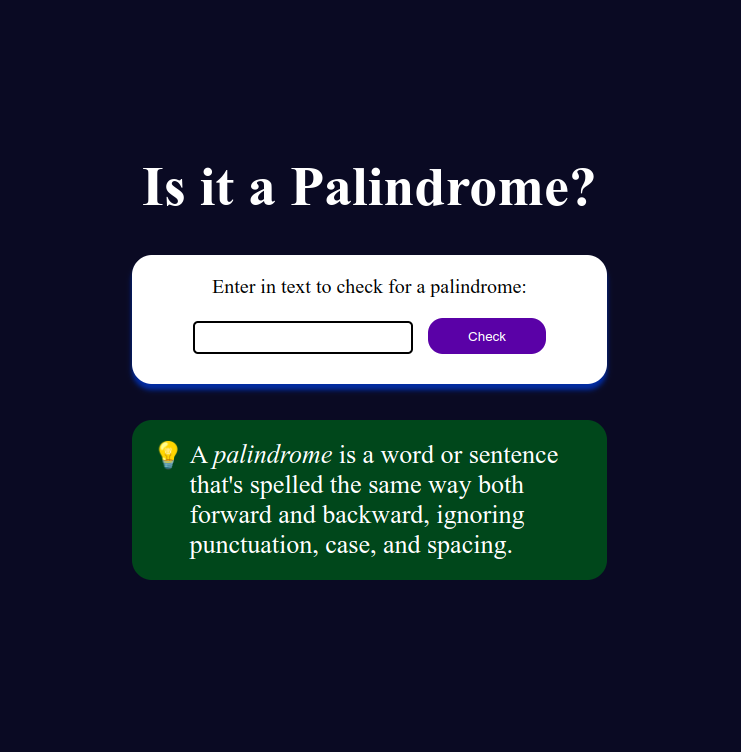 Is it a Palindrome?
Enter in text to check for a palindrome:
Check
💡 A palindrome is a word or sentence
that's spelled the same way both
forward and backward, ignoring
punctuation, case, and spacing.